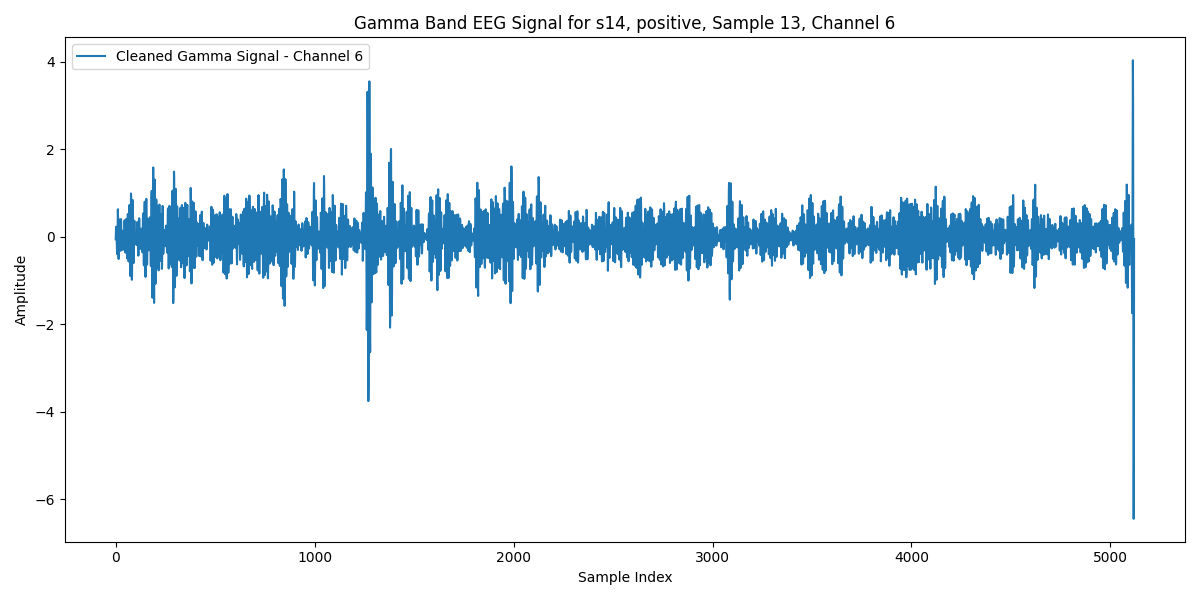 Gamma Band EEG Signal for s14, positive, Sample 13, Channel 6
Cleaned Gamma Signal - Channel 6
4
2
0
−2
−4
−6
Amplitude
0 1000 2000 3000 4000 5000
Sample Index